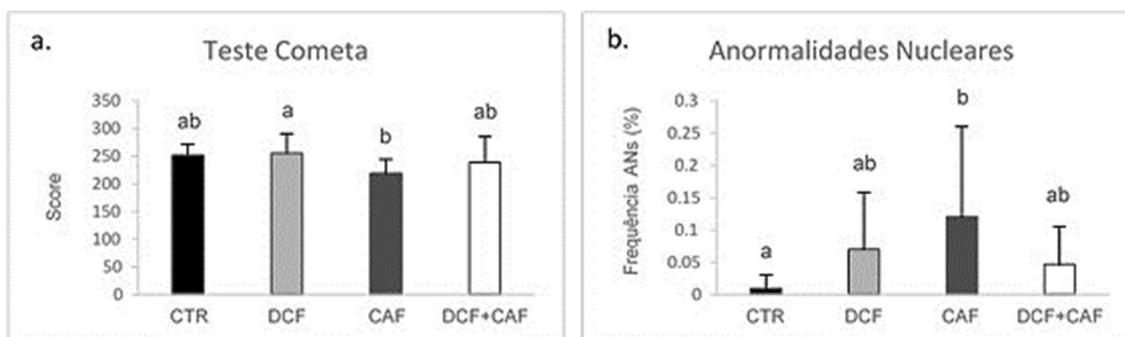 a.
Teste Cometa
350
300
250
200
150
100
50
0
Score
ab
a
b
ab
CTR DCF CAF DCF+CAF
b.
Anormalidades Nucleares
0.3
0.25
0.2
0.15
0.1
0.05
0
Frequência ANs (%)
a
ab
b
ab
CTR DCF CAF DCF+CAF